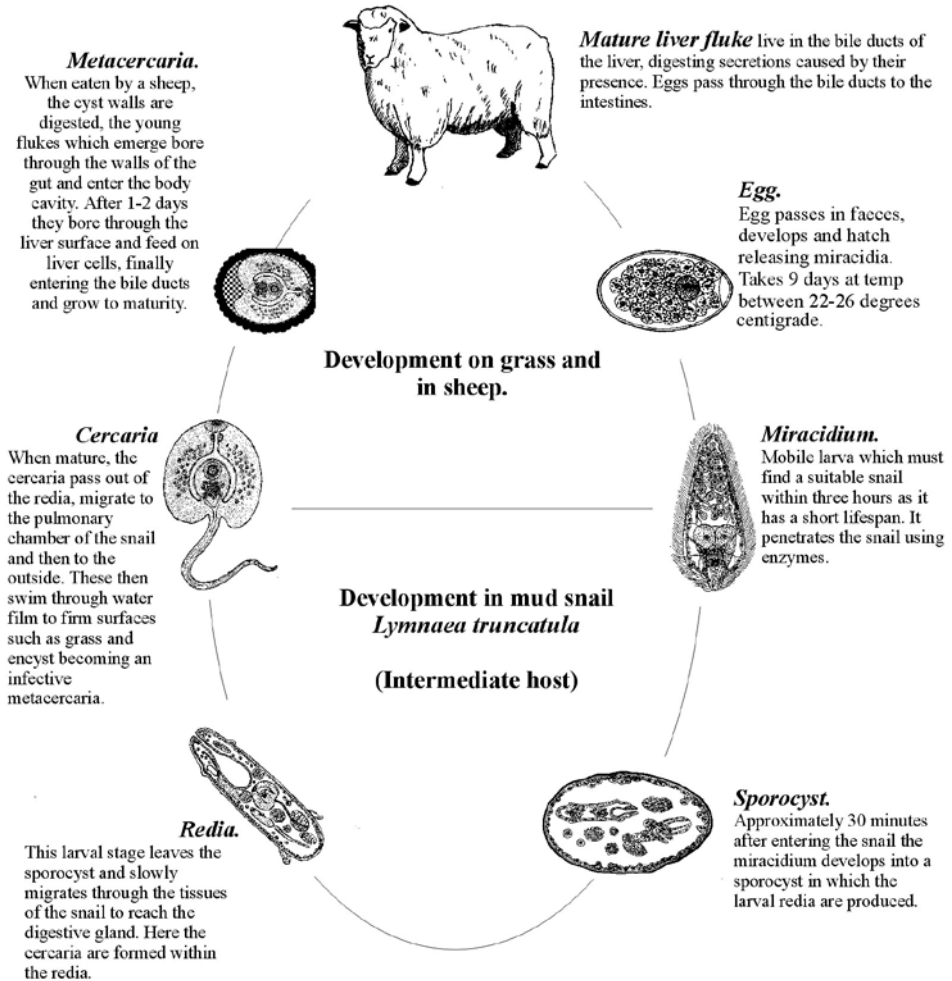 Mature liver fluke live in the bile ducts of
the liver, digesting secretions caused by their
presence. Eggs pass through the bile ducts to the
intestines.
Egg.
Egg passes in faeces,
develops and hatch
releasing miracidia.
Takes 9 days at temp
between 22-26 degrees
centigrade.
Miracidium.
Mobile larva which must
find a suitable snail
within three hours as it
has a short lifespan. It
penetrates the snail using
enzymes.
Sporocyst.
Approximately 30 minutes
after entering the snail the
miracidium develops into a
sporocyst in which the
larval redia are produced.
Redia.
This larval stage leaves the
sporocyst and slowly
migrates through the tissues
of the snail to reach the
digestive gland. Here the
cercaria are formed within
the redia.
Cercaria
When mature, the
cercaria pass out of
the redia, migrate to
the pulmonary
chamber of the snail
and then to the
outside. These then
swim through water
film to firm surfaces
such as grass and
encyst becoming an
infective
metacercaria.
Metacercaria.
When eaten by a sheep,
the cyst walls are
digested, the young
flukes which emerge bore
through the walls of the
gut and enter the body
cavity. After 1-2 days
they bore through the
liver surface and feed on
liver cells, finally
entering the bile ducts
and grow to maturity.
Development on grass and
in sheep.
Development in mud snail
Lymnaea truncatula
(Intermediate host)